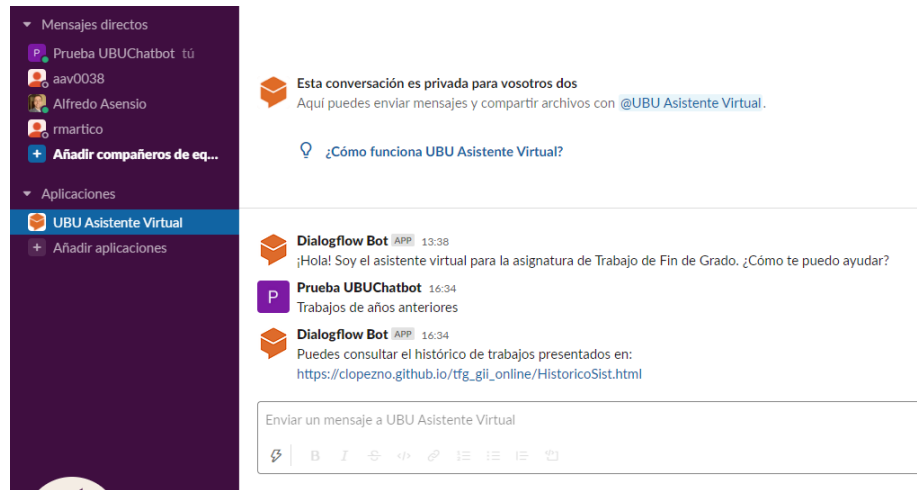 Mensajes directos
P Prueba UBUChatbot tú
aav0038
Alfredo Asensio
rmartico
+ Añadir compañeros de eq...
Aplicaciones
UBU Asistente Virtual
+ Añadir aplicaciones
Esta conversación es privada para vosotros dos
Aquí puedes enviar mensajes y compartir archivos con @UBU Asistente Virtual.
¿Cómo funciona UBU Asistente Virtual?
Dialogflow Bot APP 13:38
¡Hola! Soy el asistente virtual para la asignatura de Trabajo de Fin de Grado. ¿Cómo te puedo ayudar?
P Prueba UBUChatbot 16:34
Trabajos de años anteriores
Dialogflow Bot APP 16:34
Puedes consultar el histórico de trabajos presentados en:
https://clopezno.github.io/tfg_gii_online/HistoricoSist.html
Enviar un mensaje a UBU Asistente Virtual
B I S </>